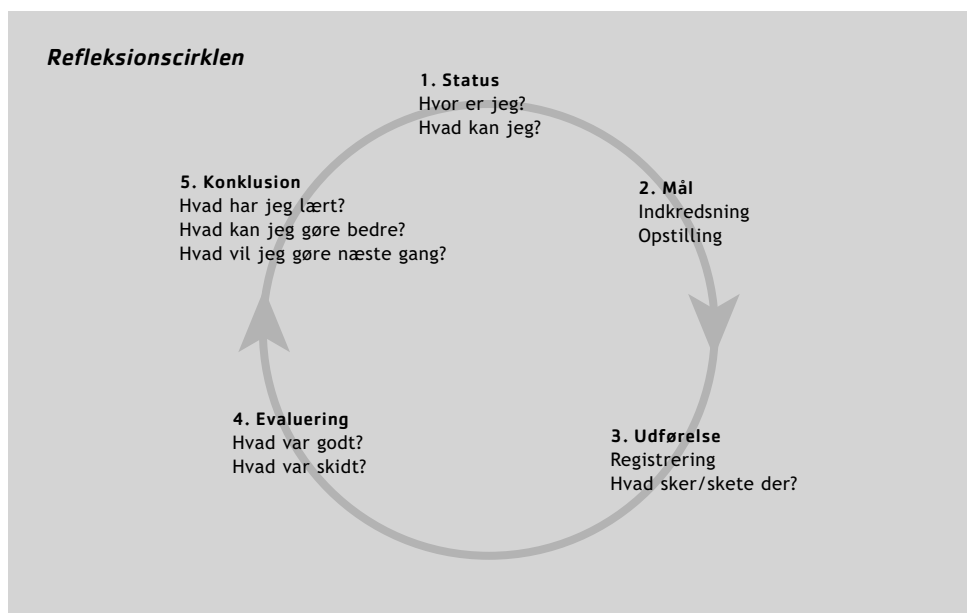 Refleksionscirklen
1. Status
Hvor er jeg?
Hvad kan jeg?
2. Mål
Indkredsning
Opstilling
3. Udførelse
Registrering
Hvad sker/skete der?
4. Evaluering
Hvad var godt?
Hvad var skidt?
5. Konklusion
Hvad har jeg lært?
Hvad kan jeg gøre bedre?
Hvad vil jeg gøre næste gang?